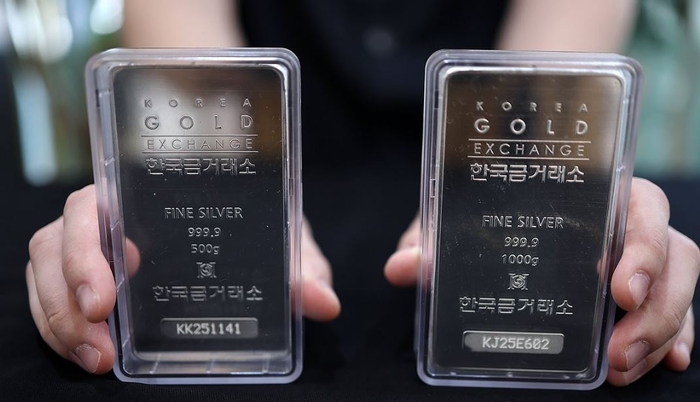 KOREA
GOLD
EXCHANGE
한국금거래소
FINE SILVER
999.9
500g
한국금거래소
KK251141
KOREA
GOLD
EXCHANGE
한국금거래소
FINE SILVER
999.9
1000g
한국금거래소
KJ25E602